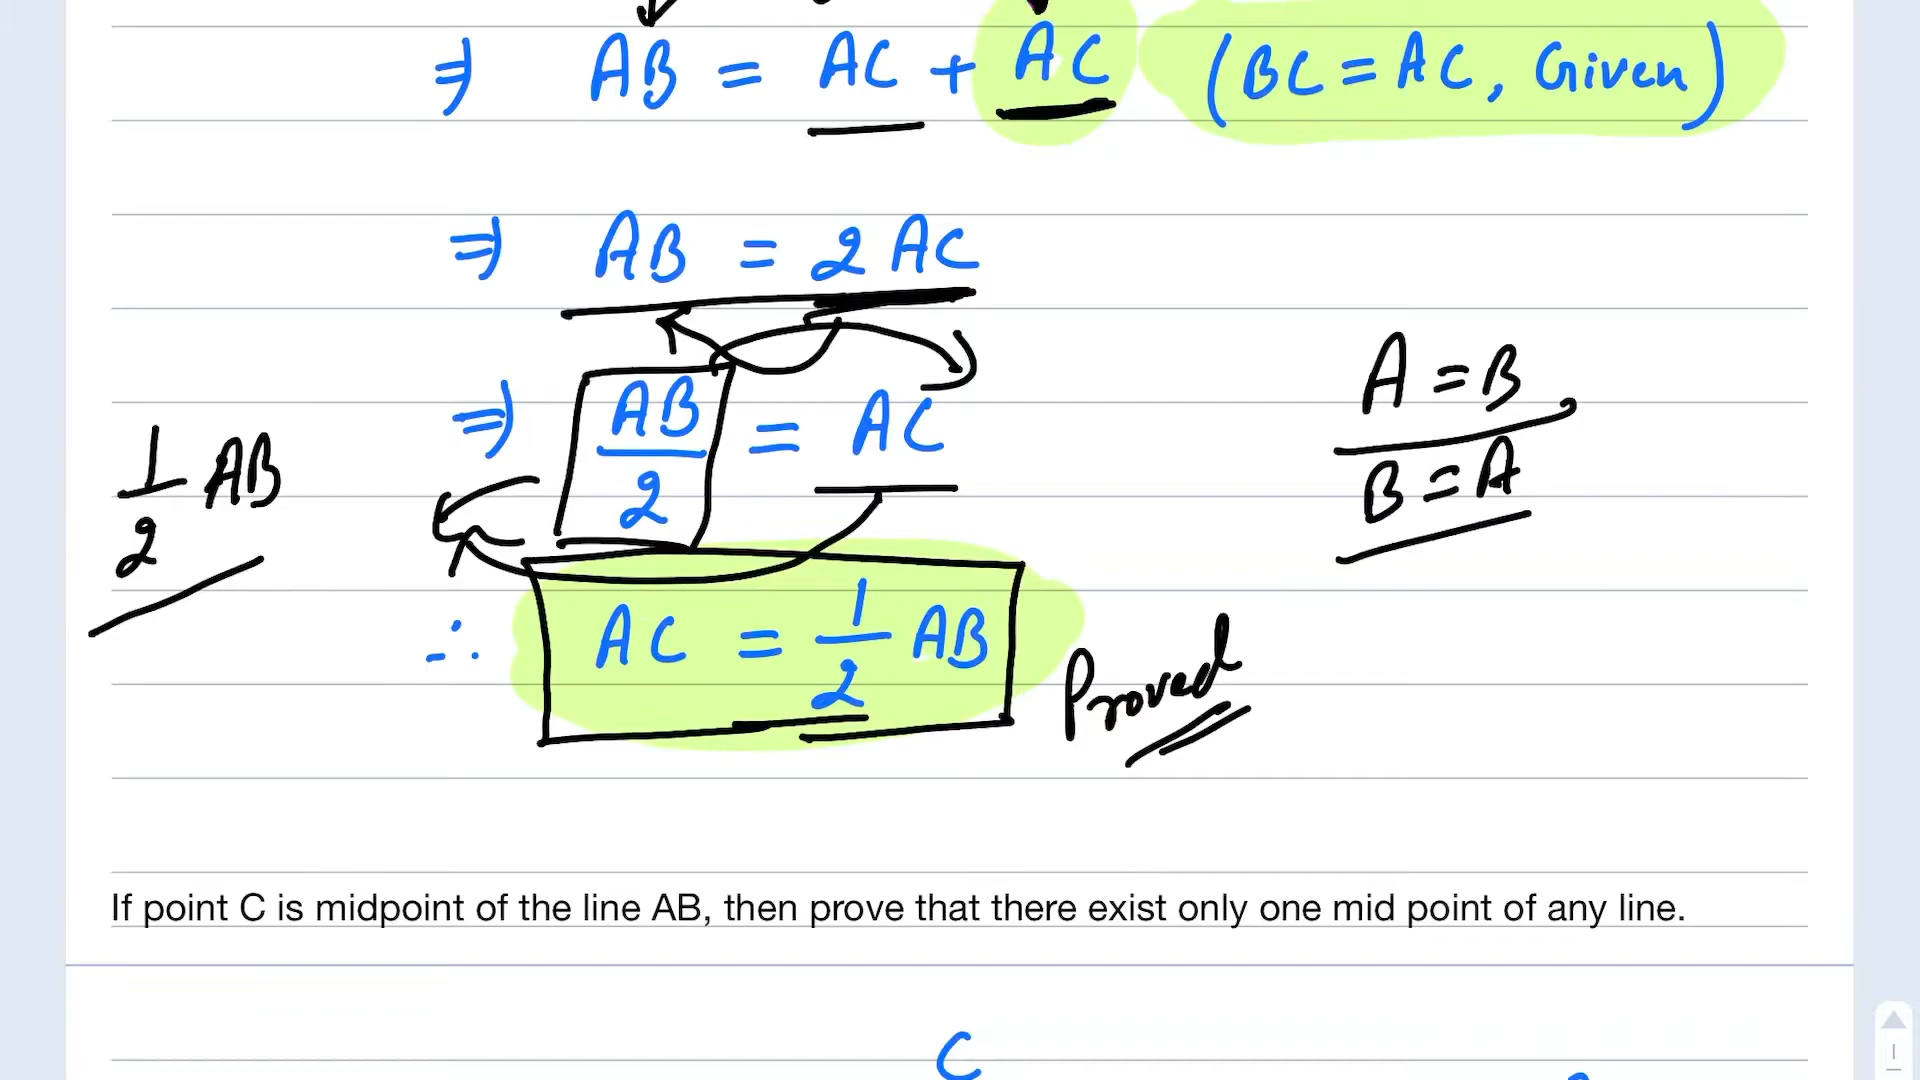 ⇒ AB = AC + AC (BC = AC, Given)
⇒ AB = 2 AC
⇒ AB/2 = AC
A = B
B = A
1/2 AB
∴ AC = 1/2 AB
Proved
If point C is midpoint of the line AB, then prove that there exist only one mid point of any line.
C